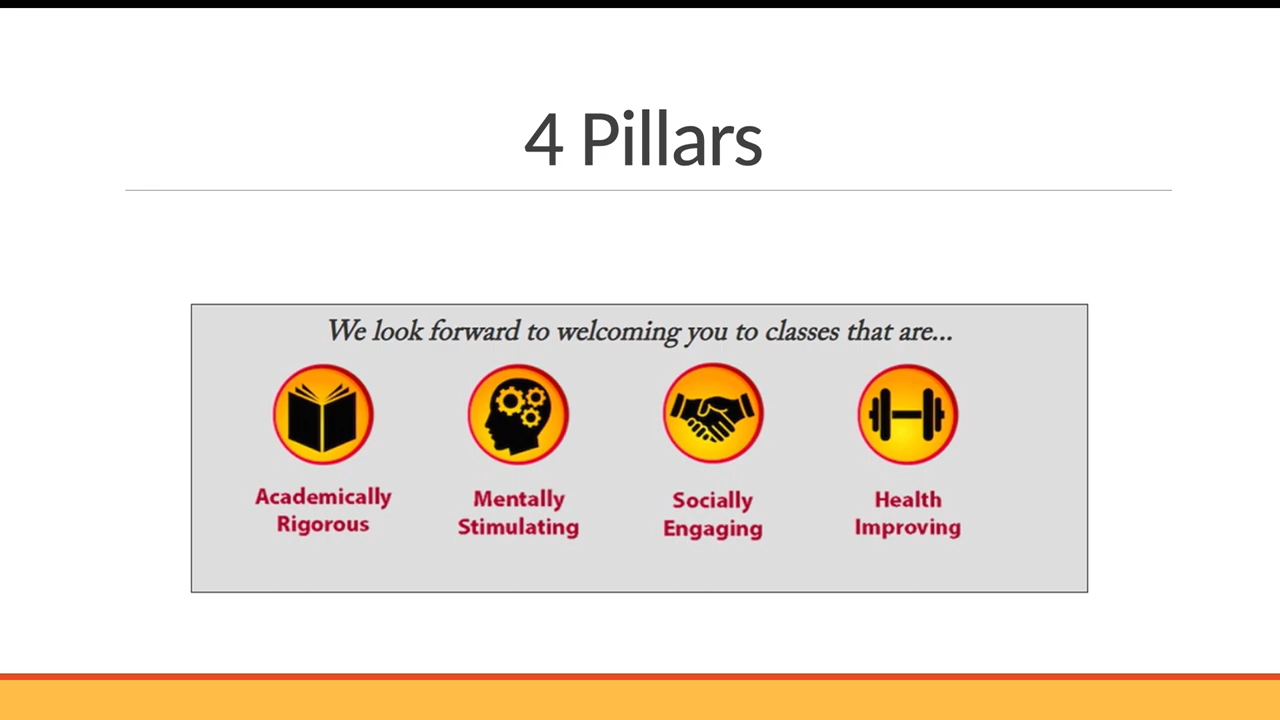 4 Pillars
We look forward to welcoming you to classes that are...
Academically
Rigorous
Mentally
Stimulating
Socially
Engaging
Health
Improving